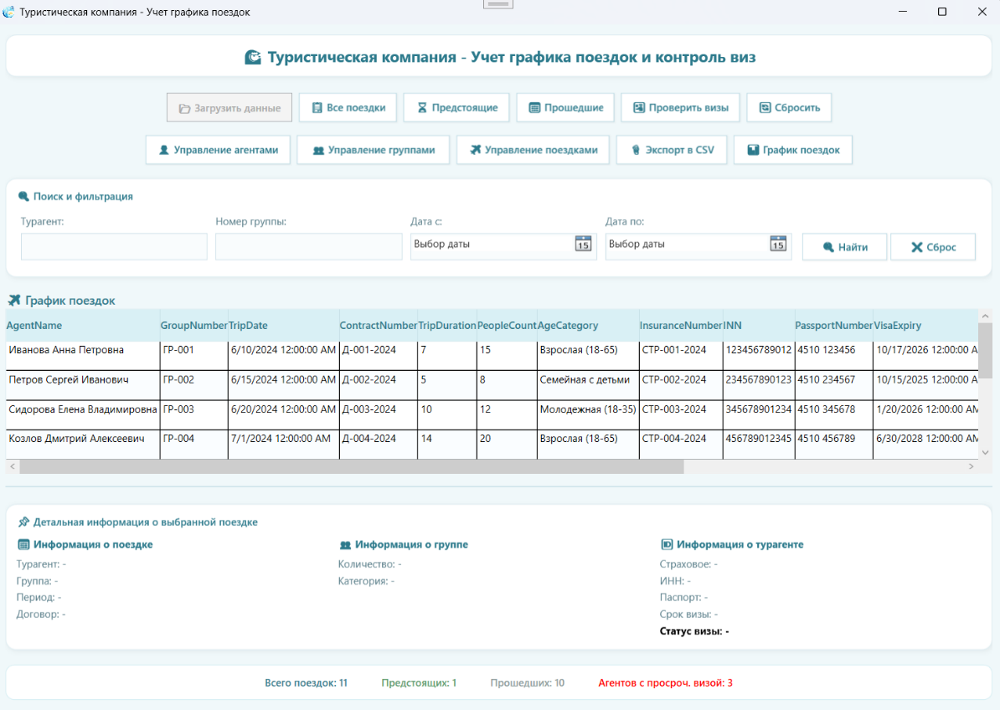 Туристическая компания - Учет графика поездок
Туристическая компания - Учет графика поездок и контроль виз
Загрузить данные Все поездки Предстоящие Прошедшие Проверить визы Сбросить
Управление агентами Управление группами Управление поездками Экспорт в CSV График поездок
Поиск и фильтрация
Турагент: Номер группы: Дата с: Дата по:
Выбор даты 15 Выбор даты 15 Найти Сброс
График поездок
AgentName GroupNumber TripDate ContractNumber TripDuration PeopleCount AgeCategory InsuranceNumber INN PassportNumber VisaExpiry
Иванова Анна Петровна ГР-001 6/10/2024 12:00:00 AM Д-001-2024 7 15 Взрослая (18-65) СТР-001-2024 123456789012 4510 123456 10/17/2026 12:00:00 A
Петров Сергей Иванович ГР-002 6/15/2024 12:00:00 AM Д-002-2024 5 8 Семейная с детьми СТР-002-2024 234567890123 4510 234567 10/15/2025 12:00:00 A
Сидорова Елена Владимировна ГР-003 6/20/2024 12:00:00 AM Д-003-2024 10 12 Молодежная (18-35) СТР-003-2024 345678901234 4510 345678 1/20/2026 12:00:00 AM
Козлов Дмитрий Алексеевич ГР-004 7/1/2024 12:00:00 AM Д-004-2024 14 20 Взрослая (18-65) СТР-004-2024 456789012345 4510 456789 6/30/2028 12:00:00 AM
Детальная информация о выбранной поездке
Информация о поездке Информация о группе Информация о турагенте
Турагент: - Количество: - Страховое: -
Группа: - Категория: - ИНН: -
Период: - Паспорт: -
Договор: - Срок визы: -
Статус визы: -
Всего поездок: 11 Предстоящих: 1 Прошедших: 10 Агентов с просроч. визой: 3